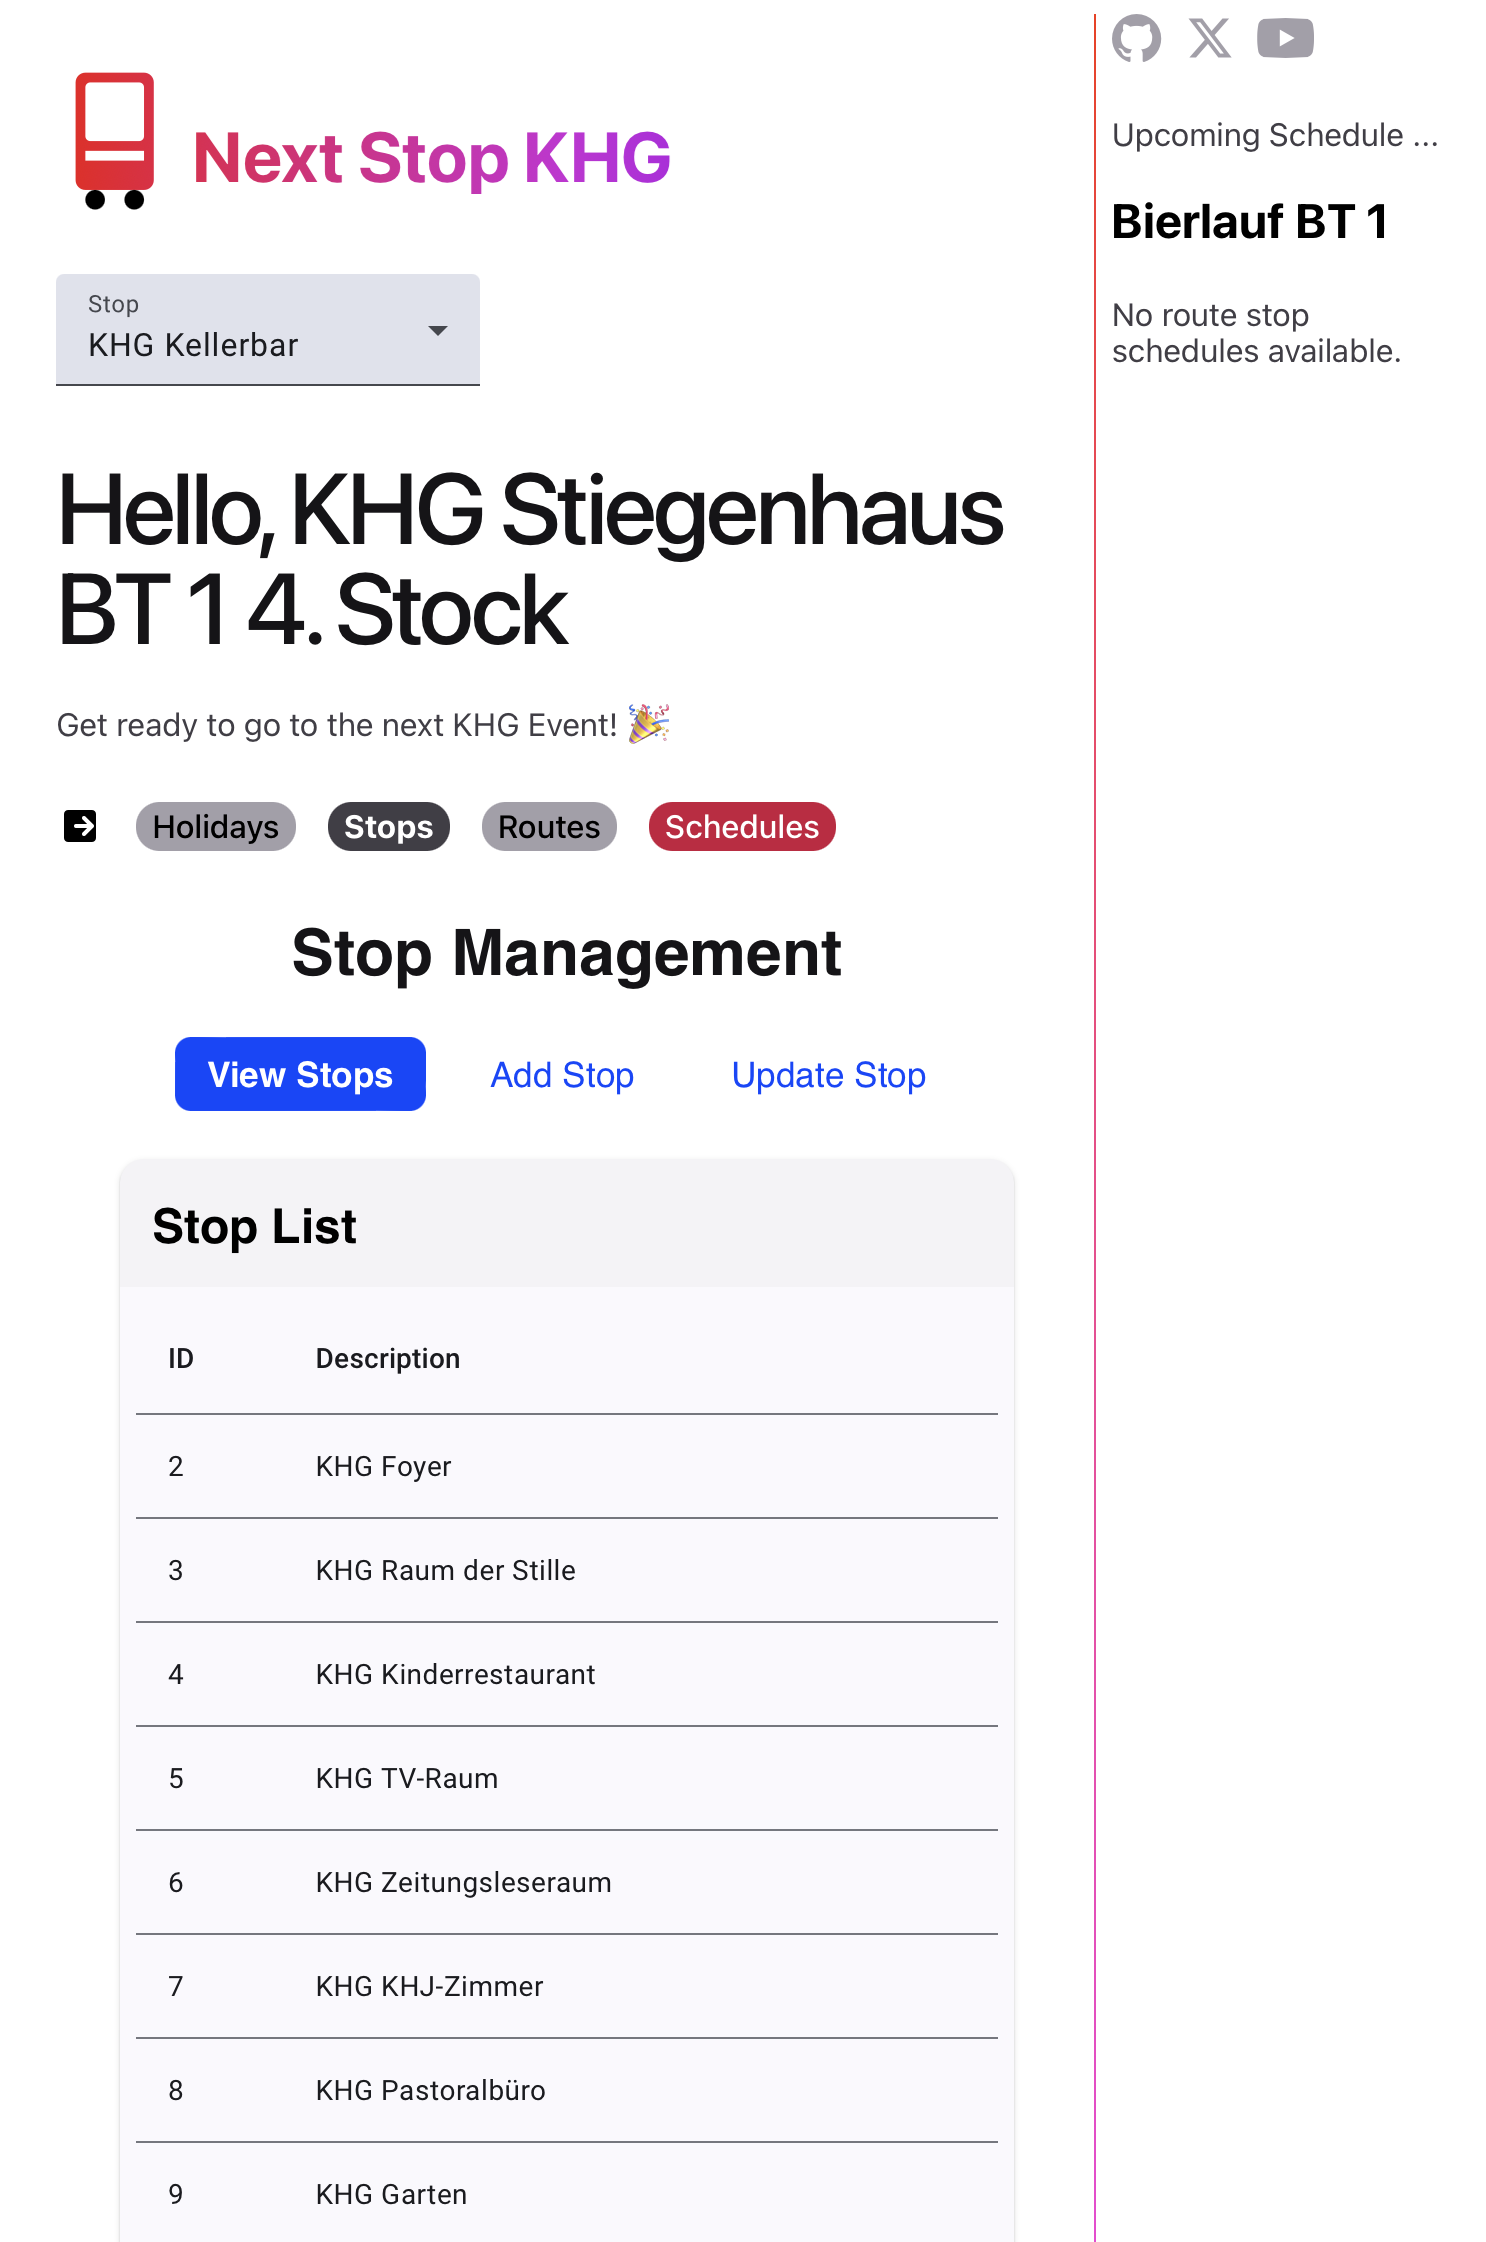 Next Stop KHG
Stop
KHG Kellerbar
Hello, KHG Stiegenhaus
BT 1 4. Stock
Get ready to go to the next KHG Event! 🎉
Holidays Stops Routes Schedules
Stop Management
View Stops Add Stop Update Stop
Stop List
ID Description
2 KHG Foyer
3 KHG Raum der Stille
4 KHG Kinderrestaurant
5 KHG TV-Raum
6 KHG Zeitungsleseraum
7 KHG KHJ-Zimmer
8 KHG Pastoralbüro
9 KHG Garten
Upcoming Schedule ...
Bierlauf BT 1
No route stop
schedules available.